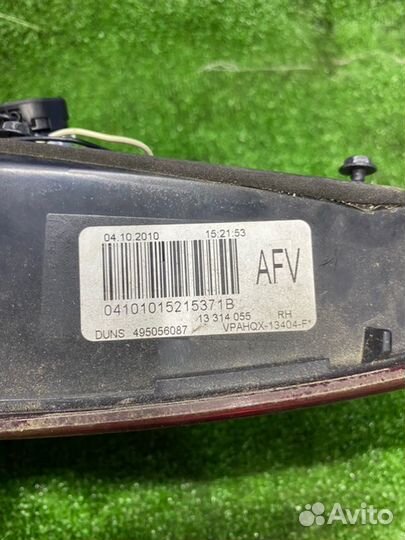 04.10.2010 15:21:53
AFV
04101015215371B
13 314 055 RH
DUNS 495056087 VPAHQX-13404-F
Avito